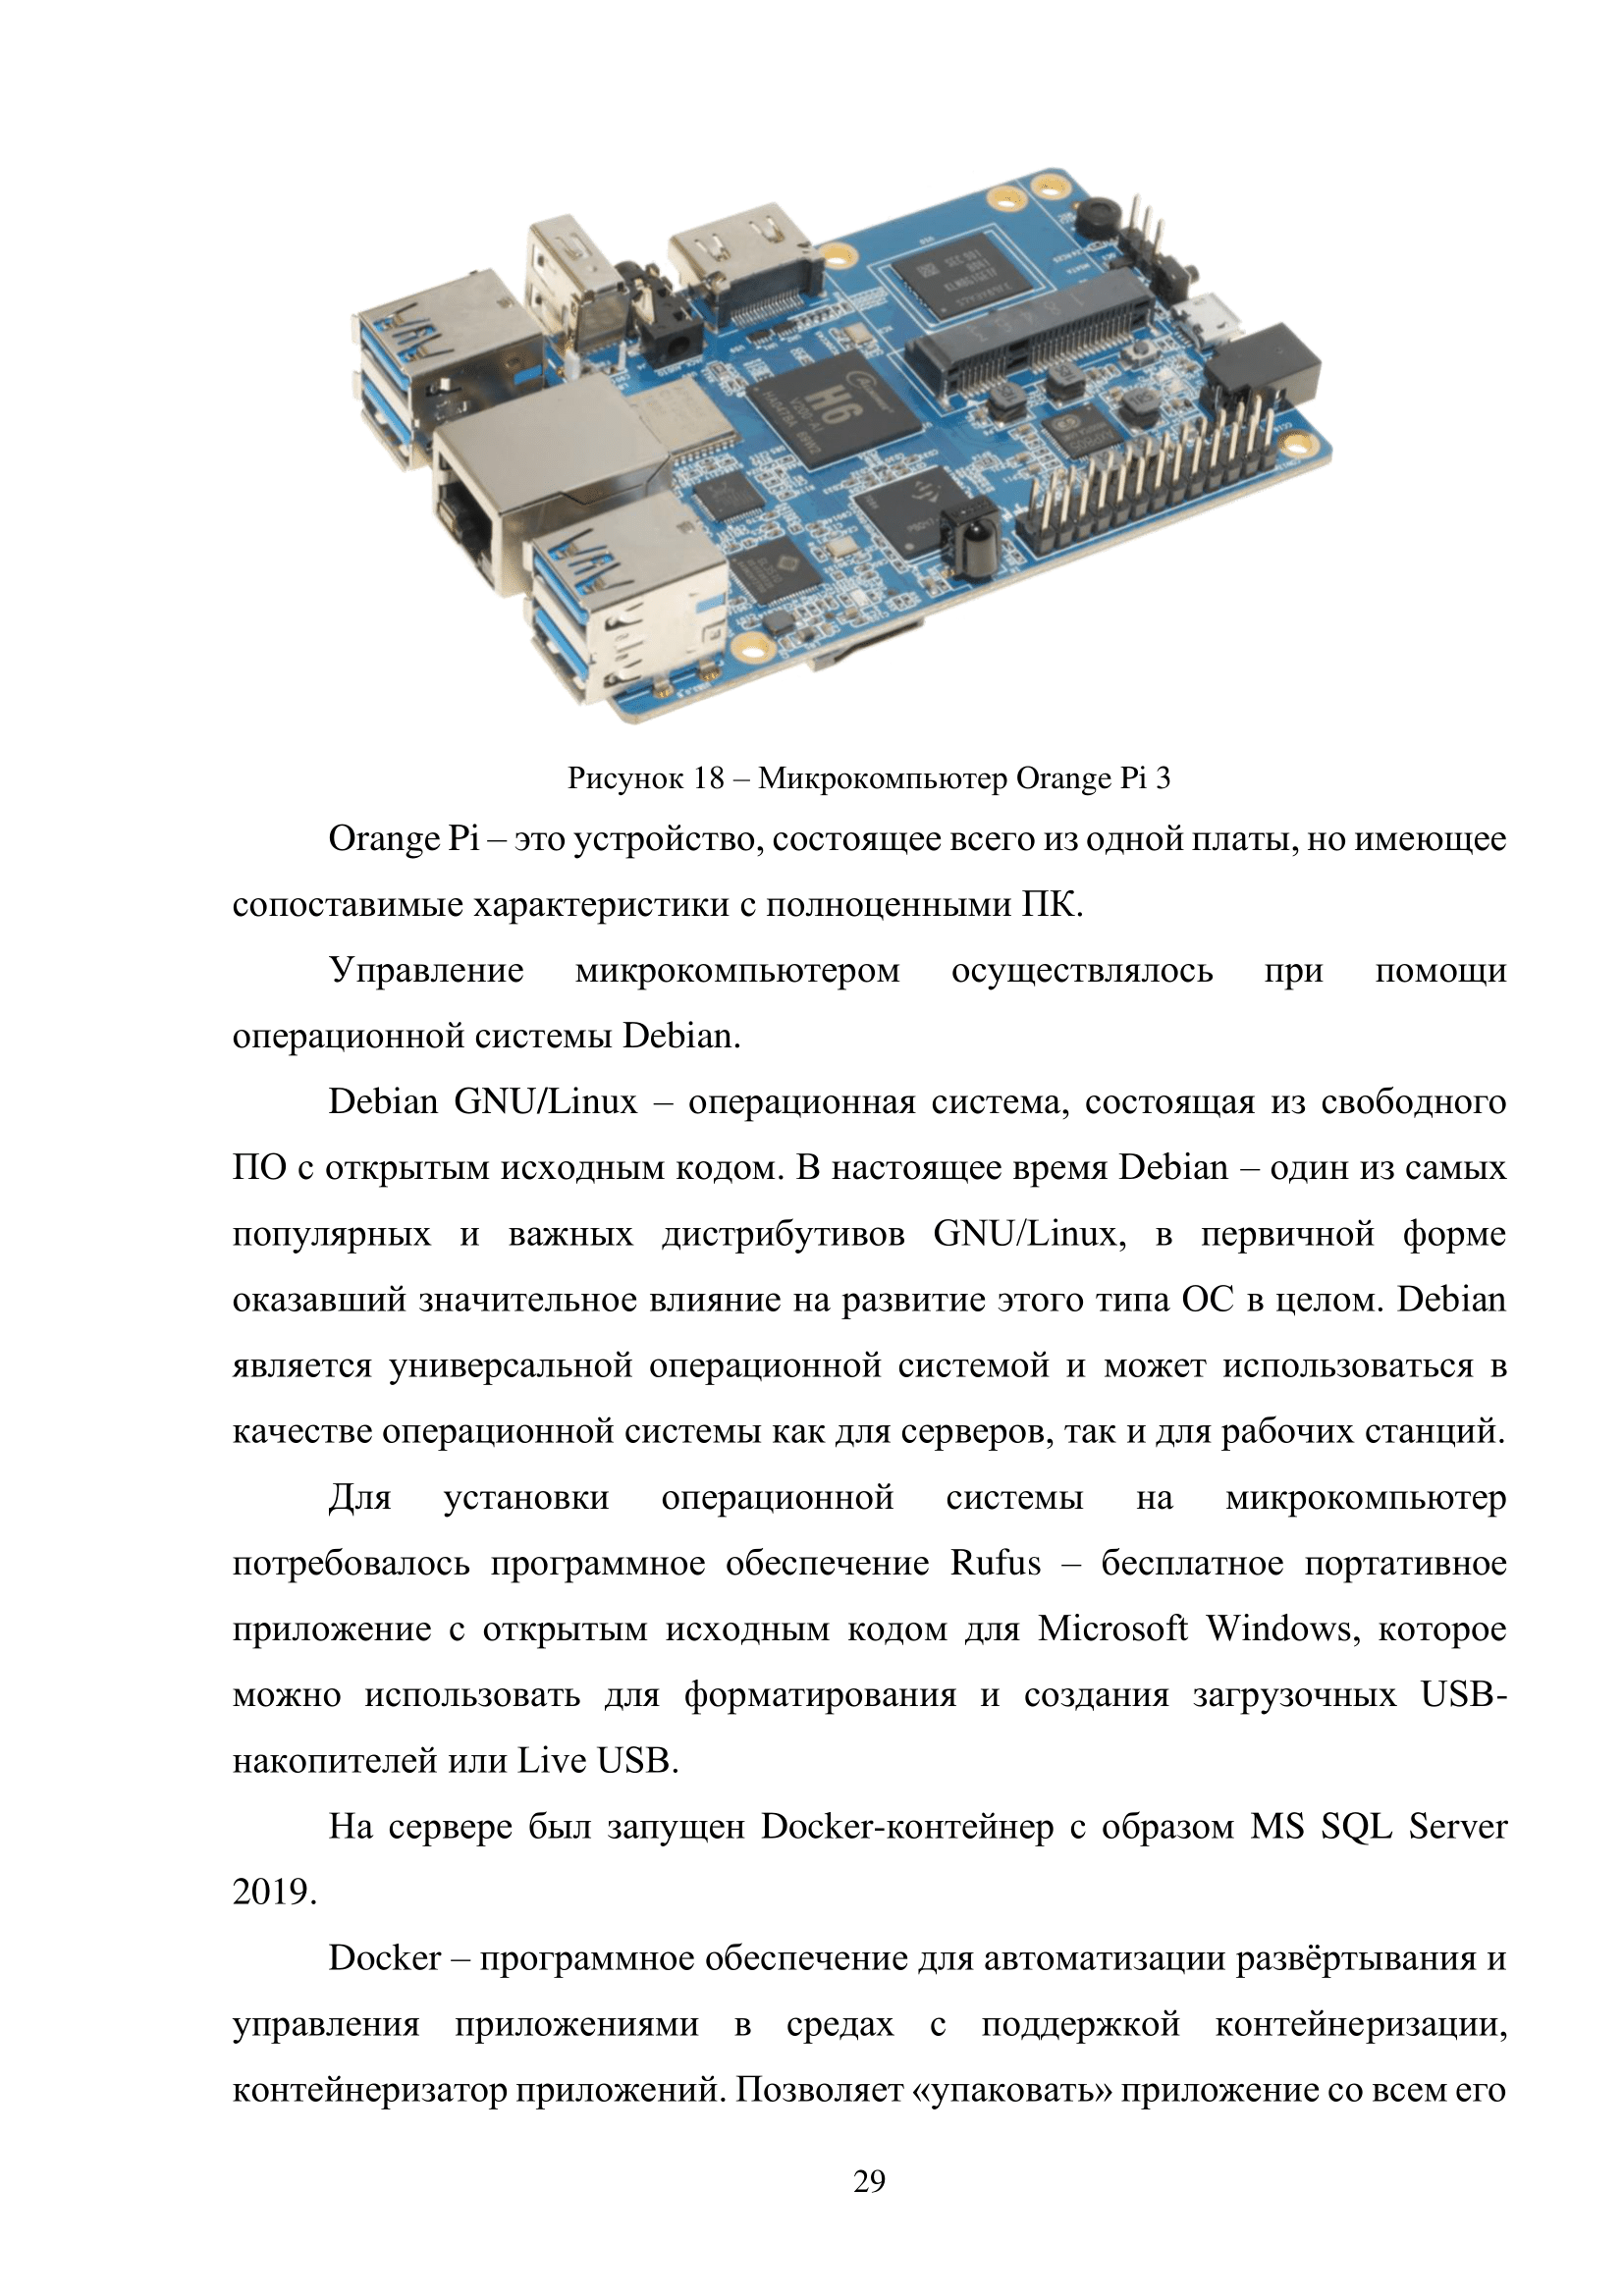 H6
V200-AI
HA047BA 69W2
Рисунок 18 – Микрокомпьютер Orange Pi 3
Orange Pi – это устройство, состоящее всего из одной платы, но имеющее
сопоставимые характеристики с полноценными ПК.
Управление микрокомпьютером осуществлялось при помощи
операционной системы Debian.
Debian GNU/Linux – операционная система, состоящая из свободного
ПО с открытым исходным кодом. В настоящее время Debian – один из самых
популярных и важных дистрибутивов GNU/Linux, в первичной форме
оказавший значительное влияние на развитие этого типа ОС в целом. Debian
является универсальной операционной системой и может использоваться в
качестве операционной системы как для серверов, так и для рабочих станций.
Для установки операционной системы на микрокомпьютер
потребовалось программное обеспечение Rufus – бесплатное портативное
приложение с открытым исходным кодом для Microsoft Windows, которое
можно использовать для форматирования и создания загрузочных USB-
накопителей или Live USB.
На сервере был запущен Docker-контейнер с образом MS SQL Server
2019.
Docker – программное обеспечение для автоматизации развёртывания и
управления приложениями в средах с поддержкой контейнеризации,
контейнеризатор приложений. Позволяет «упаковать» приложение со всем его
29